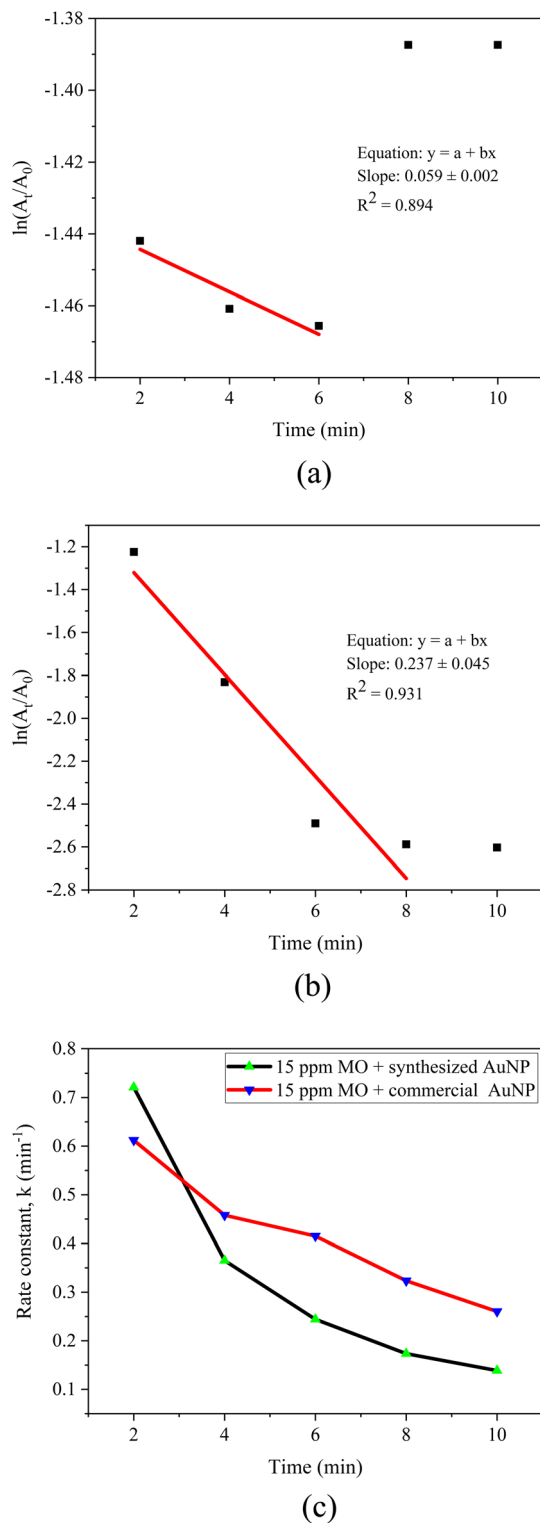 -1.38
-1.40
-1.42
-1.44
-1.46
-1.48
ln(Aₜ/A₀)
Equation: y = a + bx
Slope: 0.059 ± 0.002
R² = 0.894
2 4 6 8 10
Time (min)
(a)
-1.2
-1.4
-1.6
-1.8
-2.0
-2.2
-2.4
-2.6
-2.8
ln(Aₜ/A₀)
Equation: y = a + bx
Slope: 0.237 ± 0.045
R² = 0.931
2 4 6 8 10
Time (min)
(b)
0.8
0.7
0.6
0.5
0.4
0.3
0.2
0.1
Rate constant, k (min⁻¹)
15 ppm MO + synthesized AuNP
15 ppm MO + commercial AuNP
2 4 6 8 10
Time (min)
(c)